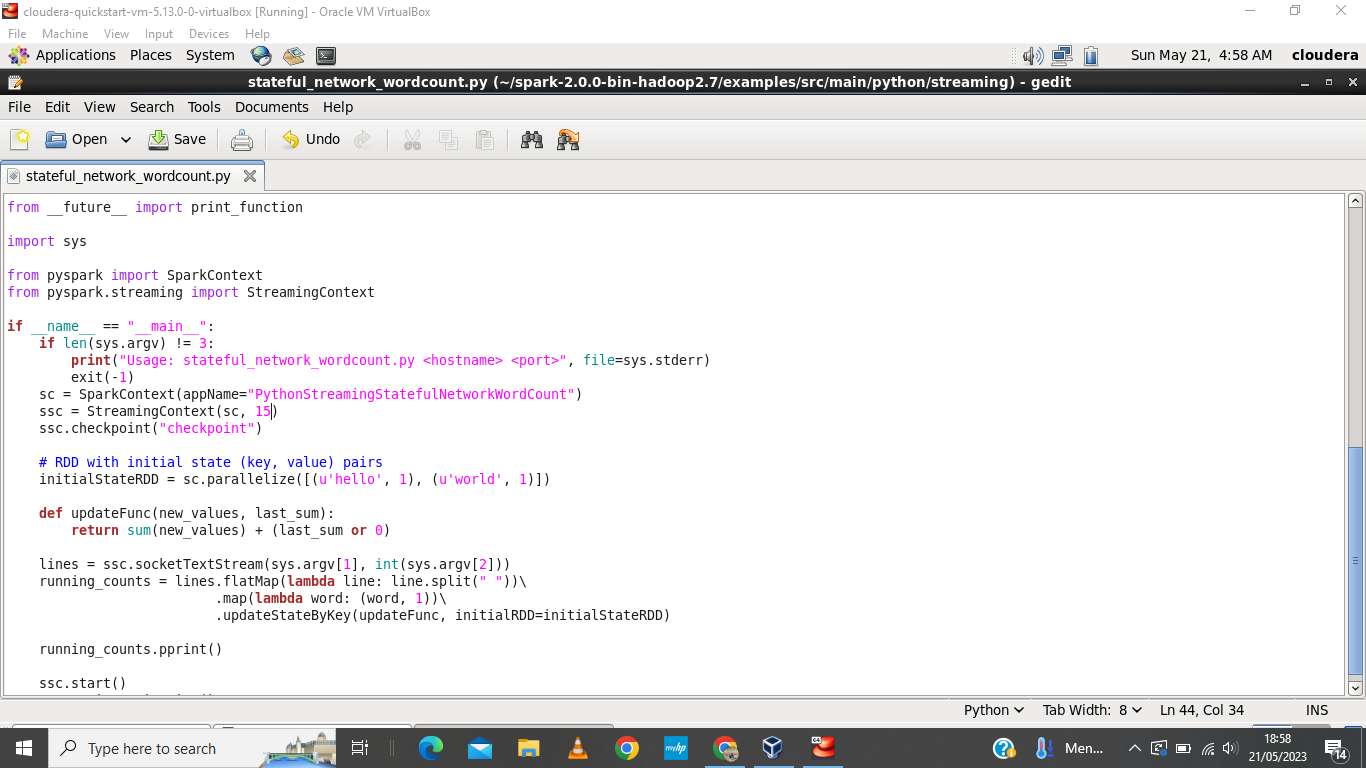 cloudera-quickstart-vm-5.13.0-0-virtualbox [Running] - Oracle VM VirtualBox
File Machine View Input Devices Help
Applications Places System Sun May 21, 4:58 AM cloudera
stateful_network_wordcount.py (~/spark-2.0.0-bin-hadoop2.7/examples/src/main/python/streaming) - gedit
File Edit View Search Tools Documents Help
Open Save Undo
stateful_network_wordcount.py
from __future__ import print_function
import sys
from pyspark import SparkContext
from pyspark.streaming import StreamingContext
if __name__ == "__main__":
    if len(sys.argv) != 3:
        print("Usage: stateful_network_wordcount.py <hostname> <port>", file=sys.stderr)
        exit(-1)
    sc = SparkContext(appName="PythonStreamingStatefulNetworkWordCount")
    ssc = StreamingContext(sc, 15)
    ssc.checkpoint("checkpoint")
    # RDD with initial state (key, value) pairs
    initialStateRDD = sc.parallelize([(u'hello', 1), (u'world', 1)])
    def updateFunc(new_values, last_sum):
        return sum(new_values) + (last_sum or 0)
    lines = ssc.socketTextStream(sys.argv[1], int(sys.argv[2]))
    running_counts = lines.flatMap(lambda line: line.split(" "))\
                          .map(lambda word: (word, 1))\
                          .updateStateByKey(updateFunc, initialRDD=initialStateRDD)
    running_counts.pprint()
    ssc.start()
Python Tab Width: 8 Ln 44, Col 34 INS
Type here to search
Men...
18:58
21/05/2023
14